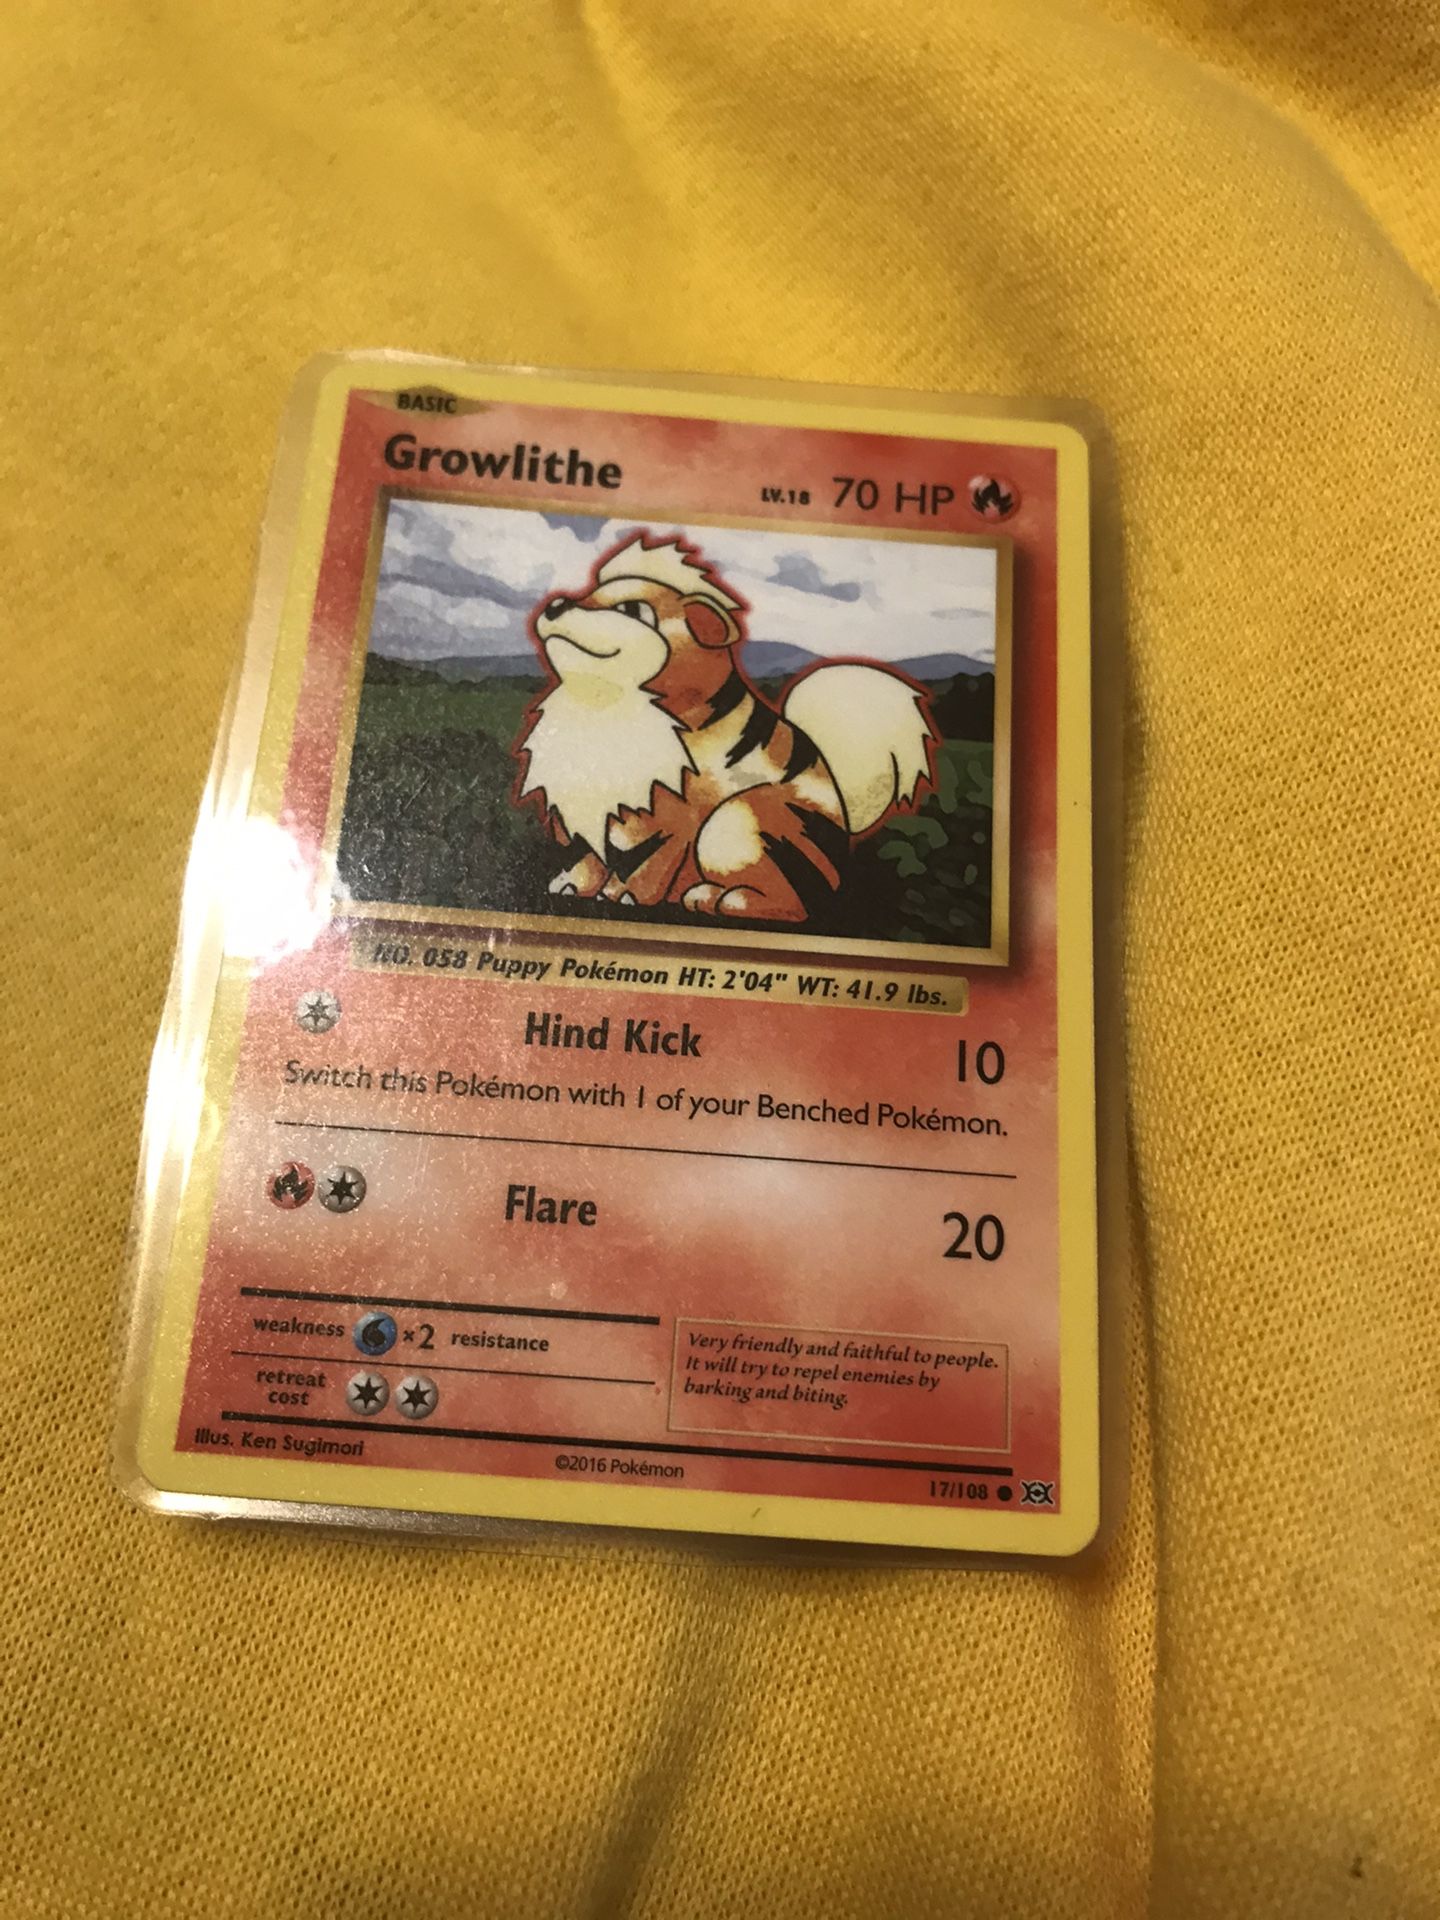 BASIC
Growlithe
LV.18 70 HP
NO. 058 Puppy Pokémon HT: 2'04" WT: 41.9 lbs.
Hind Kick 10
Switch this Pokémon with 1 of your Benched Pokémon.
Flare 20
weakness ×2 resistance
retreat
cost
Very friendly and faithful to people.
It will try to repel enemies by
barking and biting.
Illus. Ken Sugimori
©2016 Pokémon
17/108